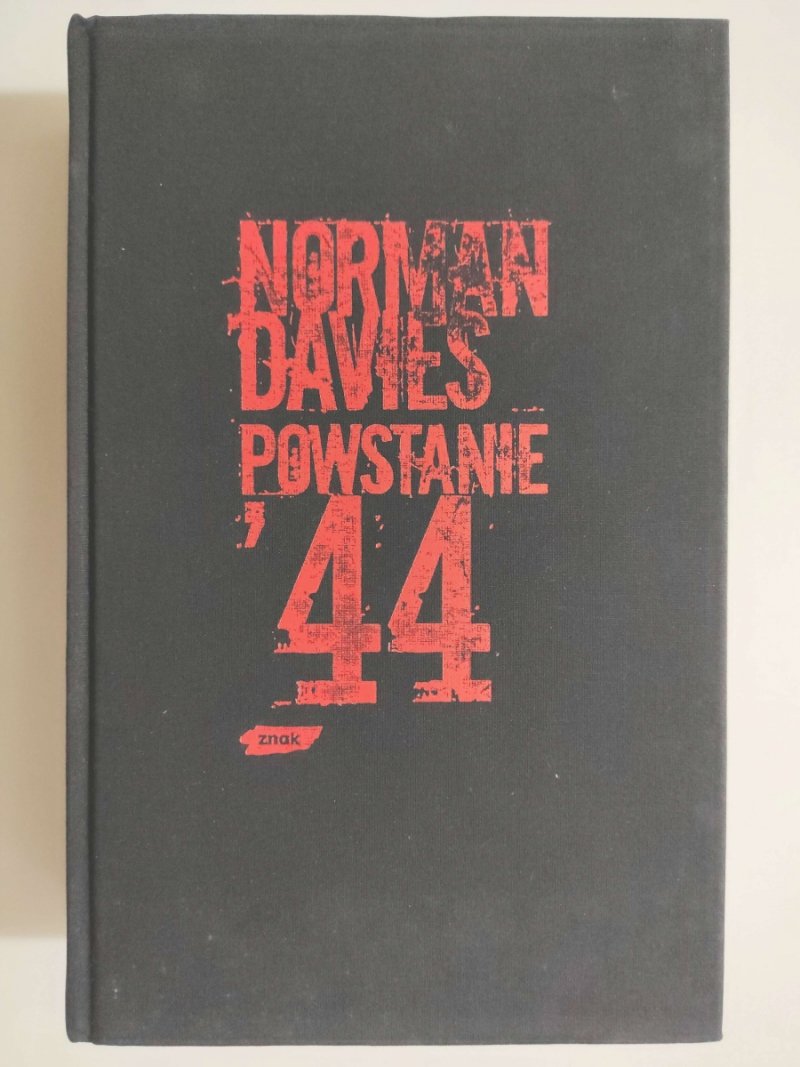 NORMAN
DAVIES
POWSTANIE
'44
znak